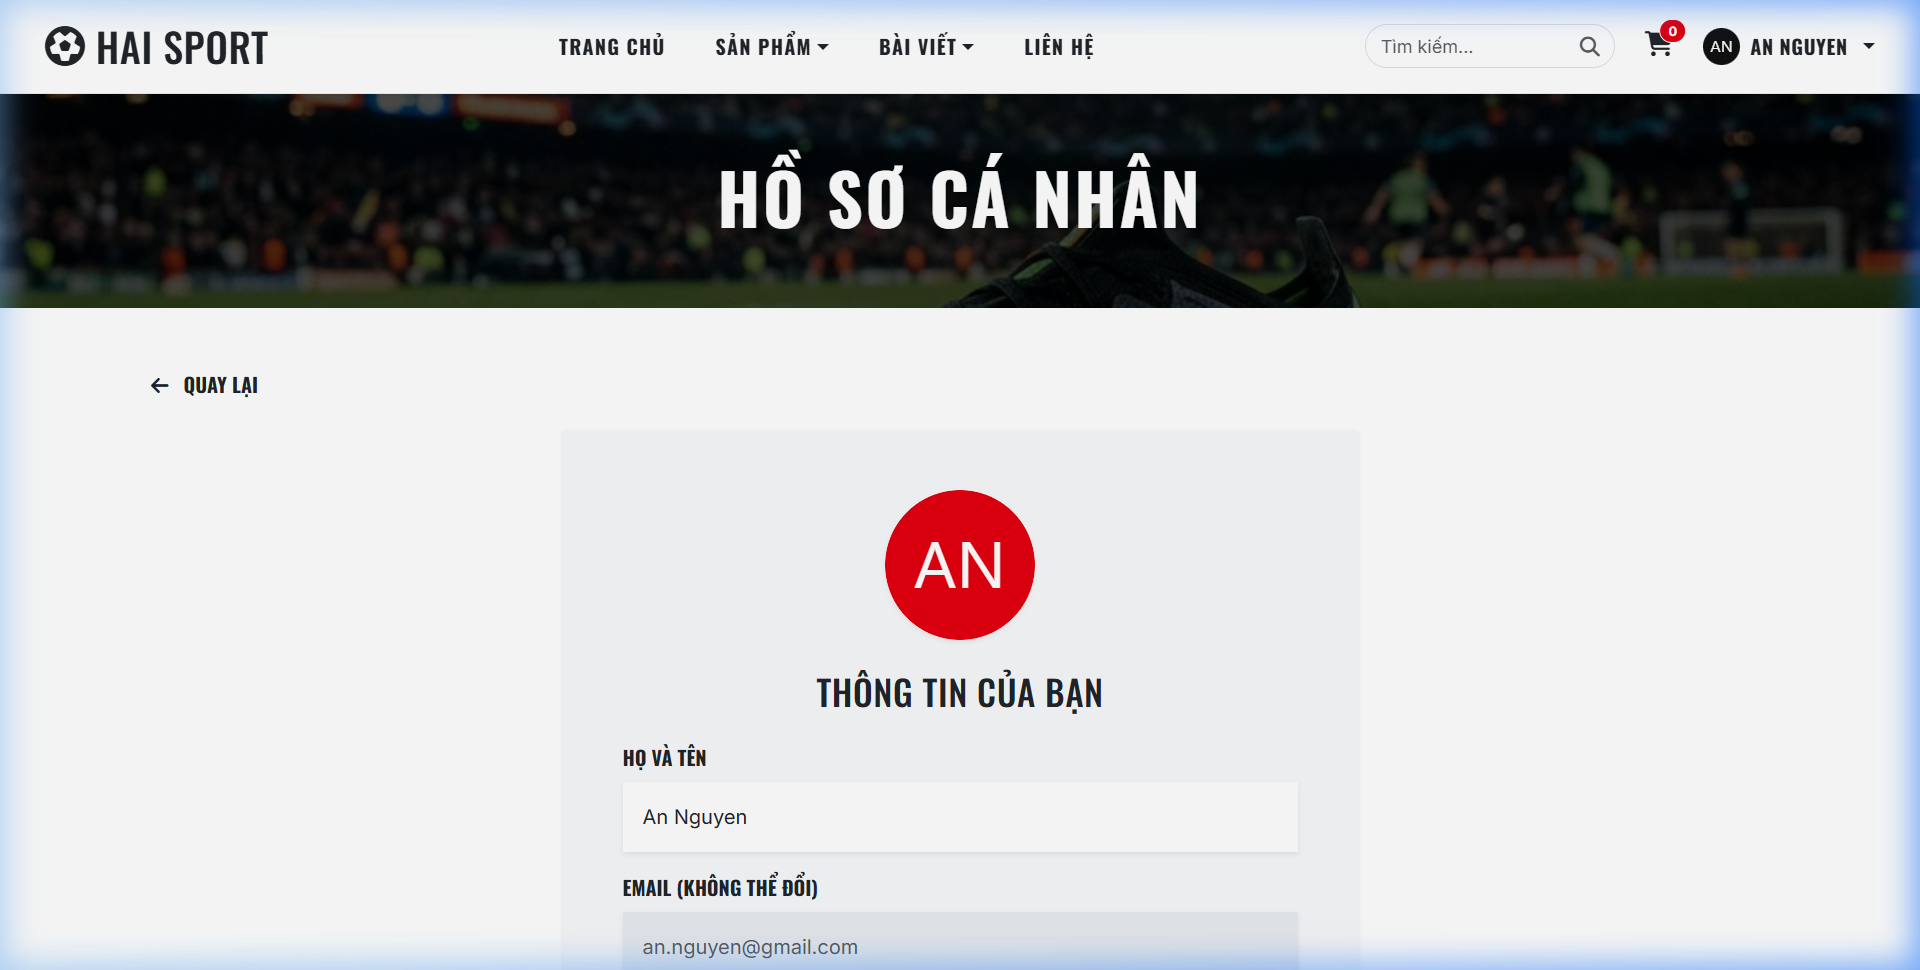 HAI SPORT
TRANG CHỦ
SẢN PHẨM
BÀI VIẾT
LIÊN HỆ
Tìm kiếm...
0
AN
AN NGUYEN
HỒ SƠ CÁ NHÂN
QUAY LẠI
AN
THÔNG TIN CỦA BẠN
HỌ VÀ TÊN
An Nguyen
EMAIL (KHÔNG THỂ ĐỔI)
an.nguyen@gmail.com